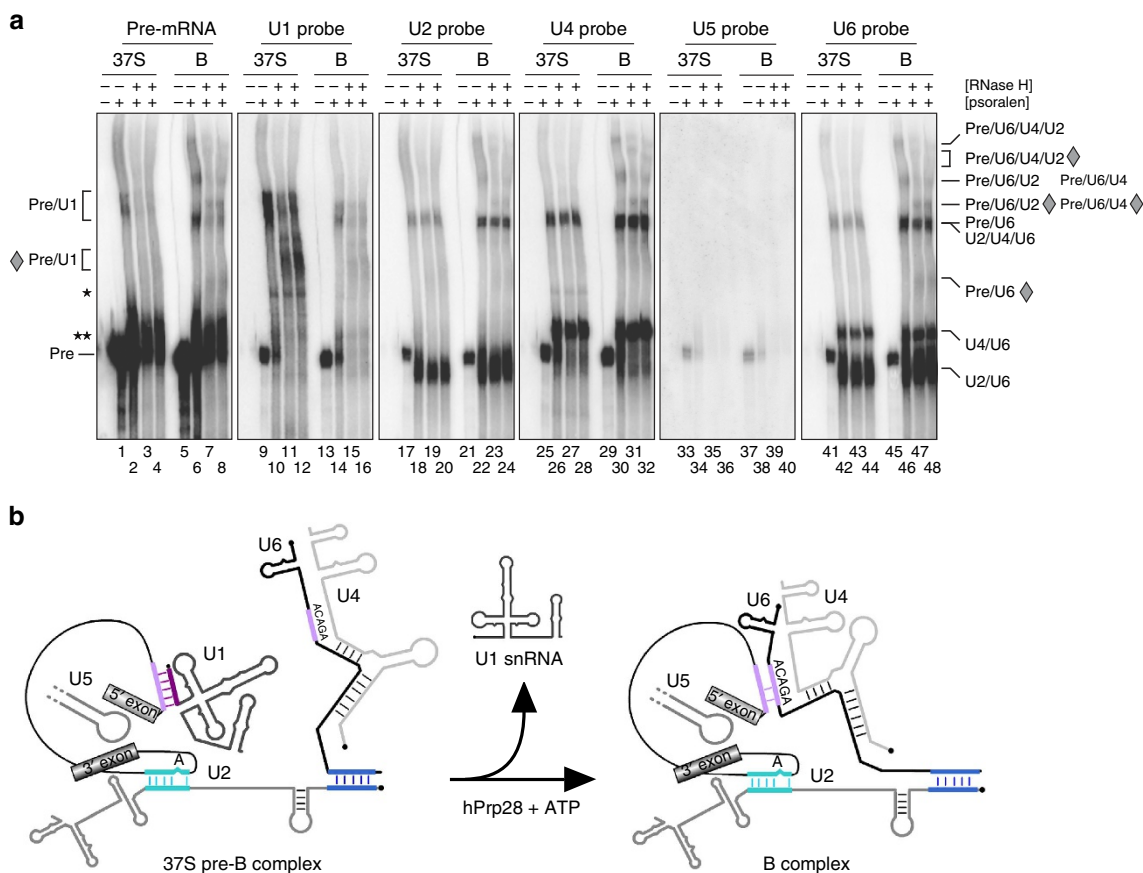 a
Pre-mRNA U1 probe U2 probe U4 probe U5 probe U6 probe
37S B 37S B 37S B 37S B 37S B 37S B
– – + + – – + + – – + + – – + + – – + + – – + + – – + + – – + + – – + + – – + + – – + + – – + + [RNase H]
– + – + – + – + – + – + – + – + – + – + – + – + – + – + – + – + – + – + – + – + – + – + – + – + [psoralen]
Pre/U6/U4/U2
Pre/U6/U4/U2
Pre/U6/U2 Pre/U6/U4
Pre/U1 Pre/U6/U2 Pre/U6/U4
Pre/U6
U2/U4/U6
Pre/U1
Pre/U6
★
★★
U4/U6
Pre
U2/U6
1 3 5 7 9 11 13 15 17 19 21 23 25 27 29 31 33 35 37 39 41 43 45 47
2 4 6 8 10 12 14 16 18 20 22 24 26 28 30 32 34 36 38 40 42 44 46 48
b
U6
U4
ACAGA
U1
U5
5′ exon
3′ exon
A
U2
37S pre-B complex
U1 snRNA
hPrp28 + ATP
U6
U4
ACAGA
U5
5′ exon
3′ exon
A
U2
B complex